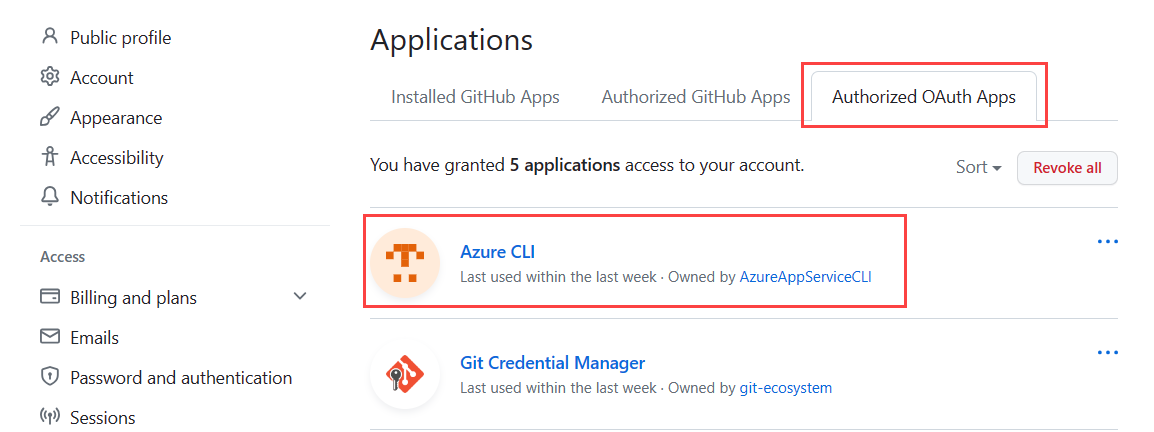 Public profile
Account
Appearance
Accessibility
Notifications
Access
Billing and plans
Emails
Password and authentication
Sessions
Applications
Installed GitHub Apps
Authorized GitHub Apps
Authorized OAuth Apps
You have granted 5 applications access to your account.
Sort
Revoke all
Azure CLI
Last used within the last week · Owned by AzureAppServiceCLI
Git Credential Manager
Last used within the last week · Owned by git-ecosystem